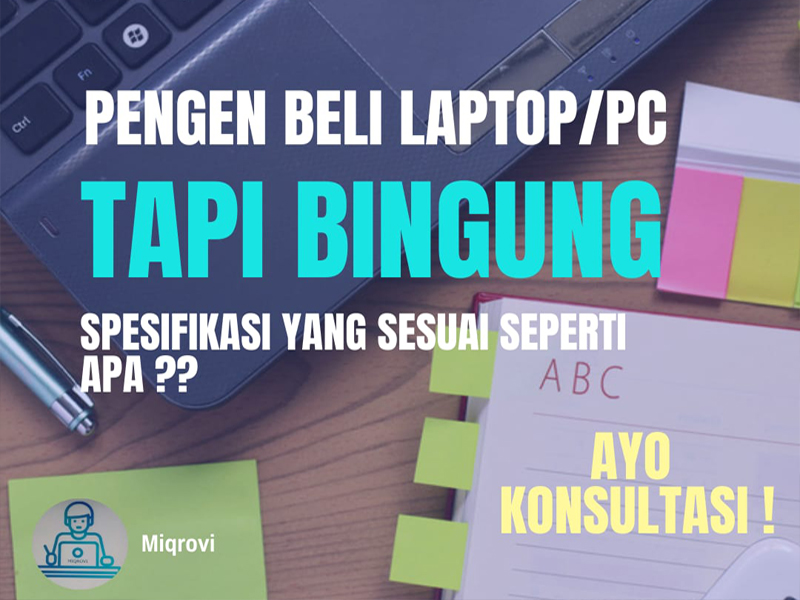 Fn
Ctrl
PENGEN BELI LAPTOP/PC
TAPI BINGUNG
SPESIFIKASI YANG SESUAI SEPERTI
APA ??
ABC
AYO
KONSULTASI !
Miqrovi